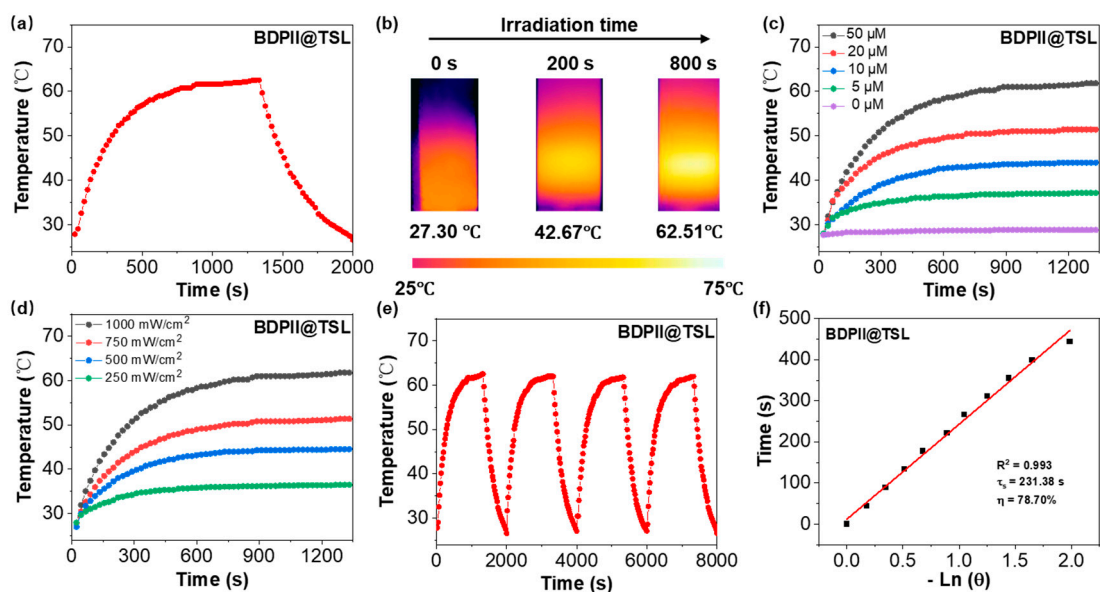 (a)
BDPII@TSL
Temperature (℃)
70
60
50
40
30
0 500 1000 1500 2000
Time (s)
(b)
Irradiation time
0 s 200 s 800 s
27.30 ℃ 42.67℃ 62.51℃
25℃ 75℃
(c)
BDPII@TSL
50 μM
20 μM
10 μM
5 μM
0 μM
Temperature (℃)
70
60
50
40
30
0 300 600 900 1200
Time (s)
(d)
BDPII@TSL
1000 mW/cm²
750 mW/cm²
500 mW/cm²
250 mW/cm²
Temperature (℃)
70
60
50
40
30
0 300 600 900 1200
Time (s)
(e)
BDPII@TSL
Temperature (℃)
70
60
50
40
30
0 2000 4000 6000 8000
Time (s)
(f)
BDPII@TSL
Time (s)
500
400
300
200
100
0
R² = 0.993
τs = 231.38 s
η = 78.70%
0.0 0.5 1.0 1.5 2.0
- Ln (θ)